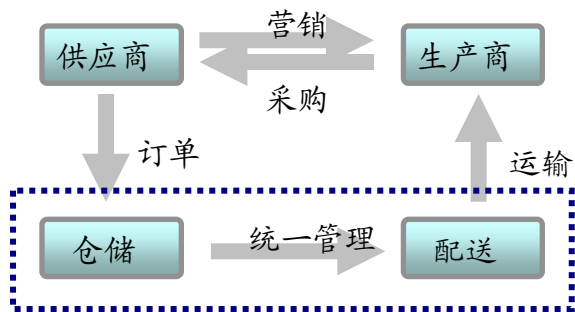 营销
供应商
生产商
采购
订单
运输
仓储
统一管理
配送